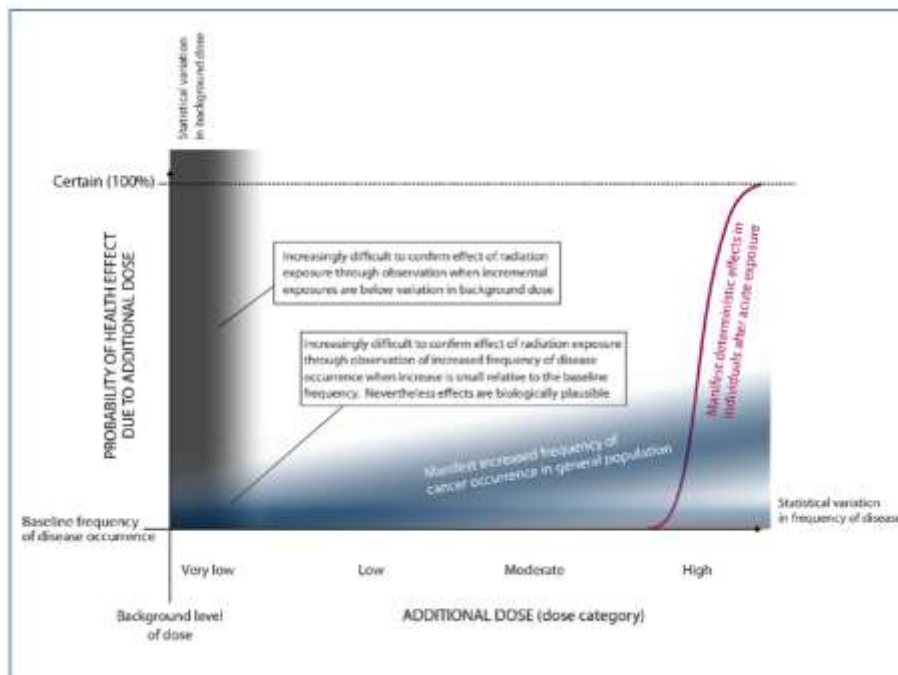 Statistical variation
in background dose
Certain (100%)
PROBABILITY OF HEALTH EFFECT
DUE TO ADDITIONAL DOSE
Increasingly difficult to confirm effect of radiation
exposure through observation when incremental
exposures are below variation in background dose
Increasingly difficult to confirm effect of radiation exposure
through observation of increased frequency of disease
occurrence when increase is small relative to the baseline
frequency. Nevertheless effects are biologically plausible
Manifest deterministic effects in
individuals after acute exposure
Manifest increased frequency of
cancer occurrence in general population
Statistical variation
in frequency of disease
Baseline frequency
of disease occurrence
Very low
Low
Moderate
High
Background level
of dose
ADDITIONAL DOSE (dose category)